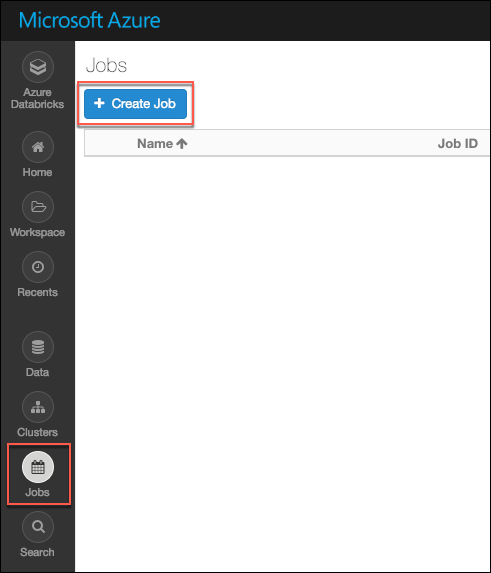 Microsoft Azure
Azure
Databricks
Home
Workspace
Recents
Data
Clusters
Jobs
Search
Jobs
+ Create Job
Name Job ID